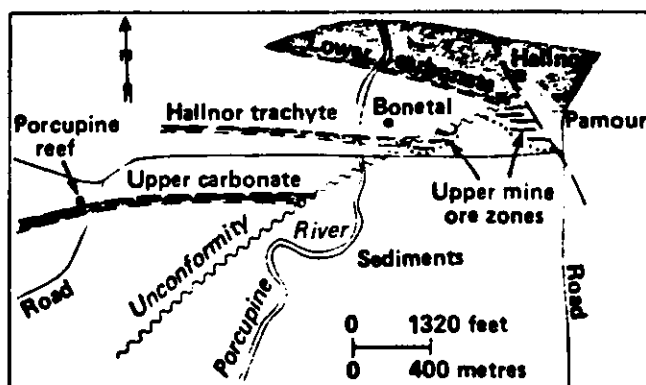 N
Lower carbonate
Hallnor
Hallnor trachyte
Bonetal
Pamour
Porcupine
reef
Upper carbonate
Upper mine
ore zones
Unconformity
River
Sediments
Road
Porcupine
Road
0 1320 feet
0 400 metres